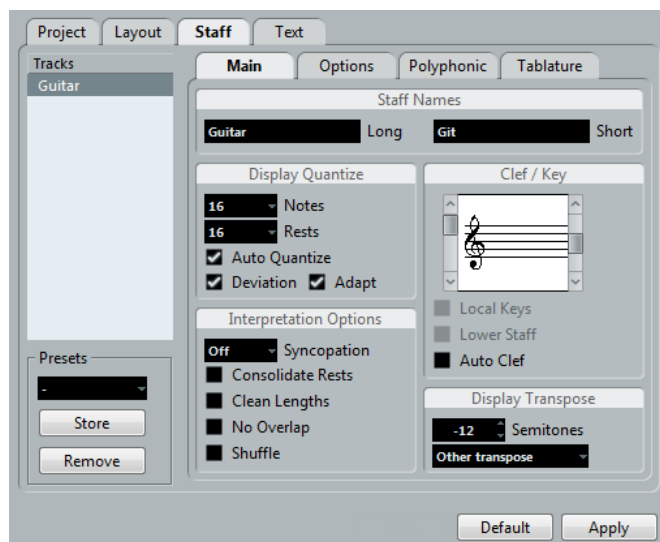 Project Layout Staff Text
Tracks
Guitar
Main Options Polyphonic Tablature
Staff Names
Guitar Long Git Short
Display Quantize
16 Notes
16 Rests
Auto Quantize
Deviation Adapt
Interpretation Options
Off Syncopation
Consolidate Rests
Clean Lengths
No Overlap
Shuffle
Clef / Key
Local Keys
Lower Staff
Auto Clef
Display Transpose
-12 Semitones
Other transpose
Presets
-
Store
Remove
Default Apply